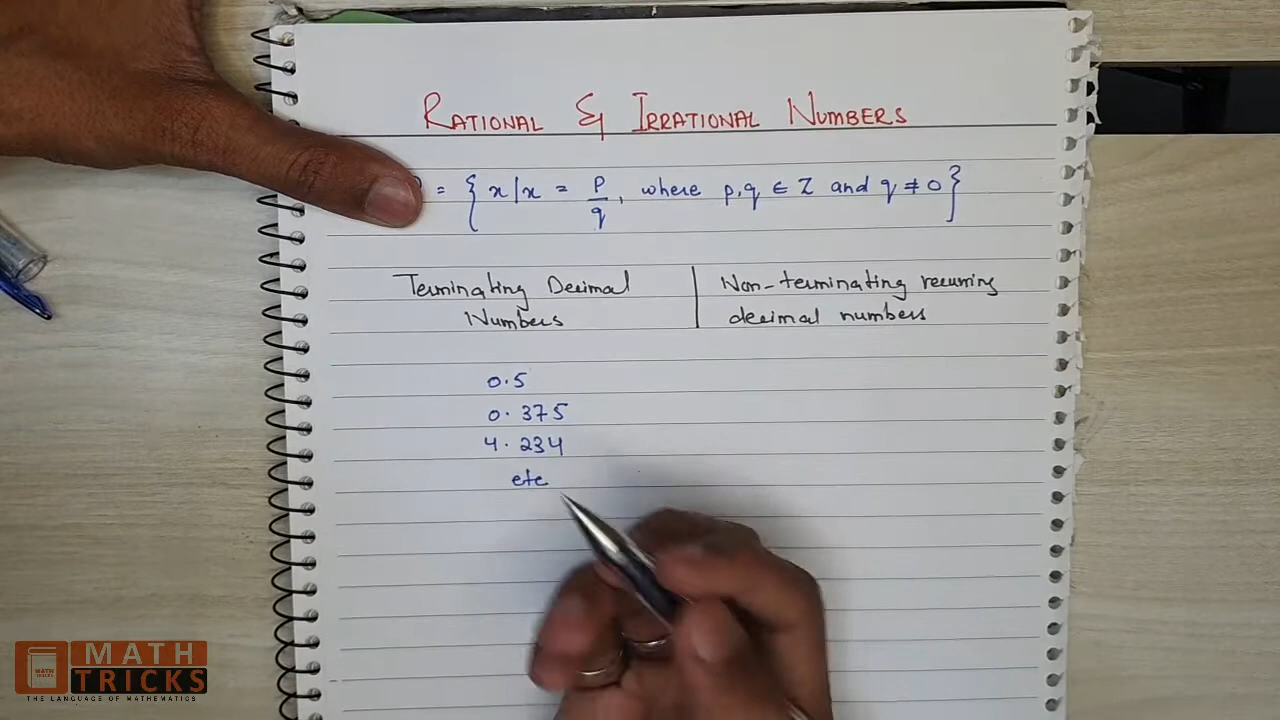 RATIONAL & IRRATIONAL NUMBERS
= { x/x = p/q, where p,q ∈ Z and q ≠ 0 }
Terminating Decimal Numbers
Non-terminating recurring decimal numbers
0.5
0.375
4.234
etc
MATH TRICKS
THE LANGUAGE OF MATHEMATICS